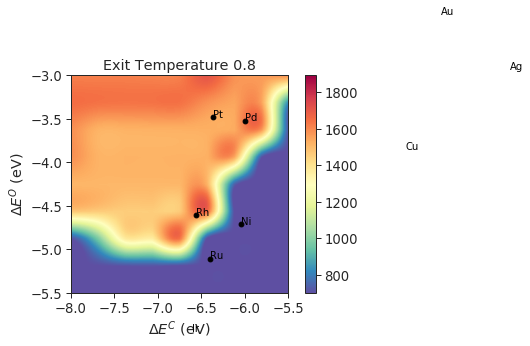 Au
Exit Temperature 0.8
Ag
−3.0
−3.5
−4.0
−4.5
−5.0
−5.5
ΔE^O (eV)
Pt
Pd
Cu
Rh
Ni
Ru
−8.0 −7.5 −7.0 −6.5 −6.0 −5.5
ΔE^C (eV)
1800
1600
1400
1200
1000
800